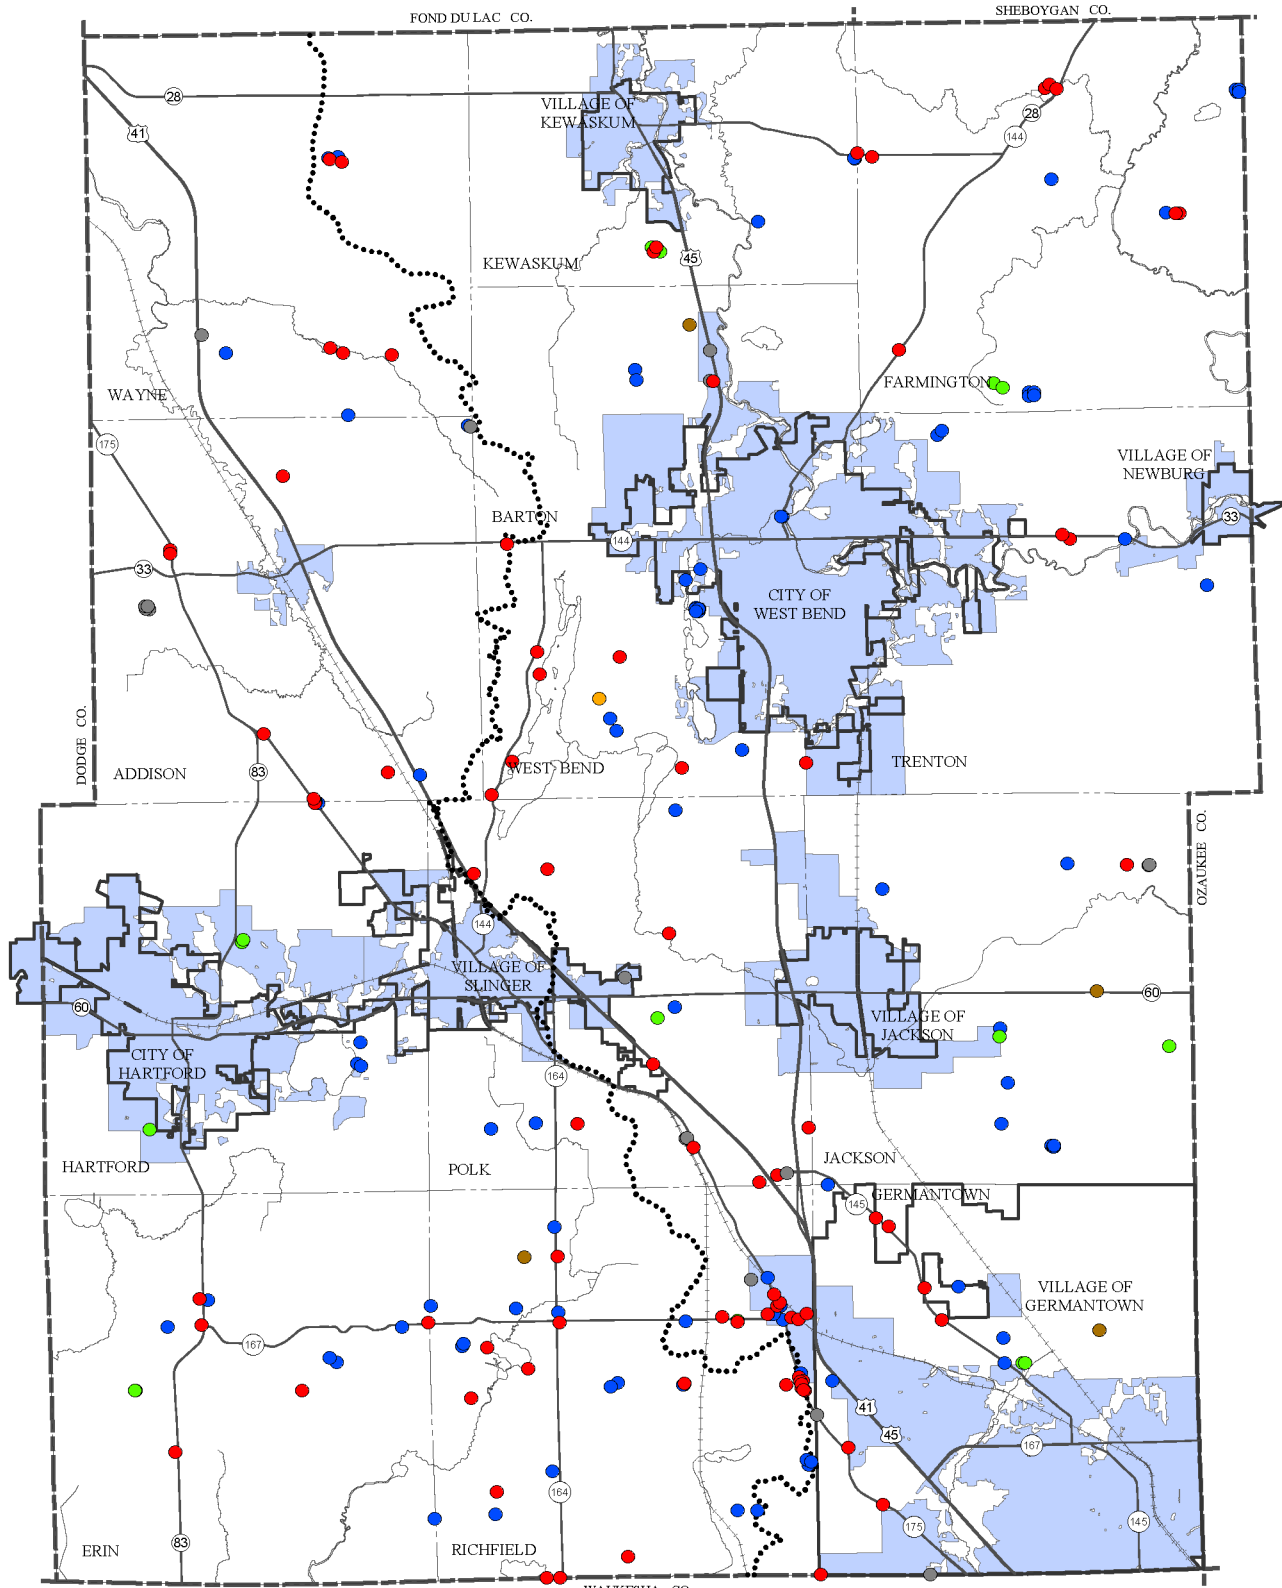 FOND DU LAC CO.
SHEBOYGAN CO.
28
VILLAGE OF
KEWASKUM
28
41
144
KEWASKUM
45
WAYNE
FARMINGTON
175
VILLAGE OF
NEWBURG
BARTON
33
144
33
CITY OF
WEST BEND
DODGE CO.
ADDISON
83
WEST BEND
TRENTON
OZAUKEE CO.
144
VILLAGE OF
SLINGER
60
60
VILLAGE OF
JACKSON
CITY OF
HARTFORD
164
HARTFORD
POLK
JACKSON
GERMANTOWN
145
VILLAGE OF
GERMANTOWN
167
41
45
167
164
175
145
83
ERIN
RICHFIELD
WAUKESHA CO.